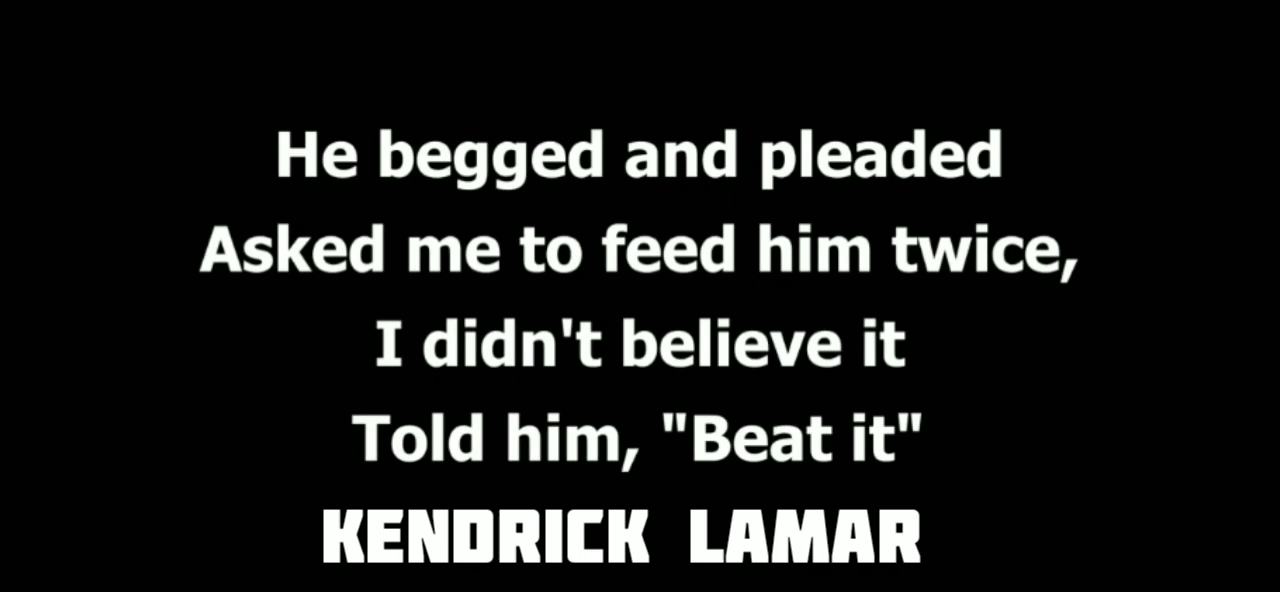 He begged and pleaded
Asked me to feed him twice,
I didn't believe it
Told him, "Beat it"
KENDRICK LAMAR